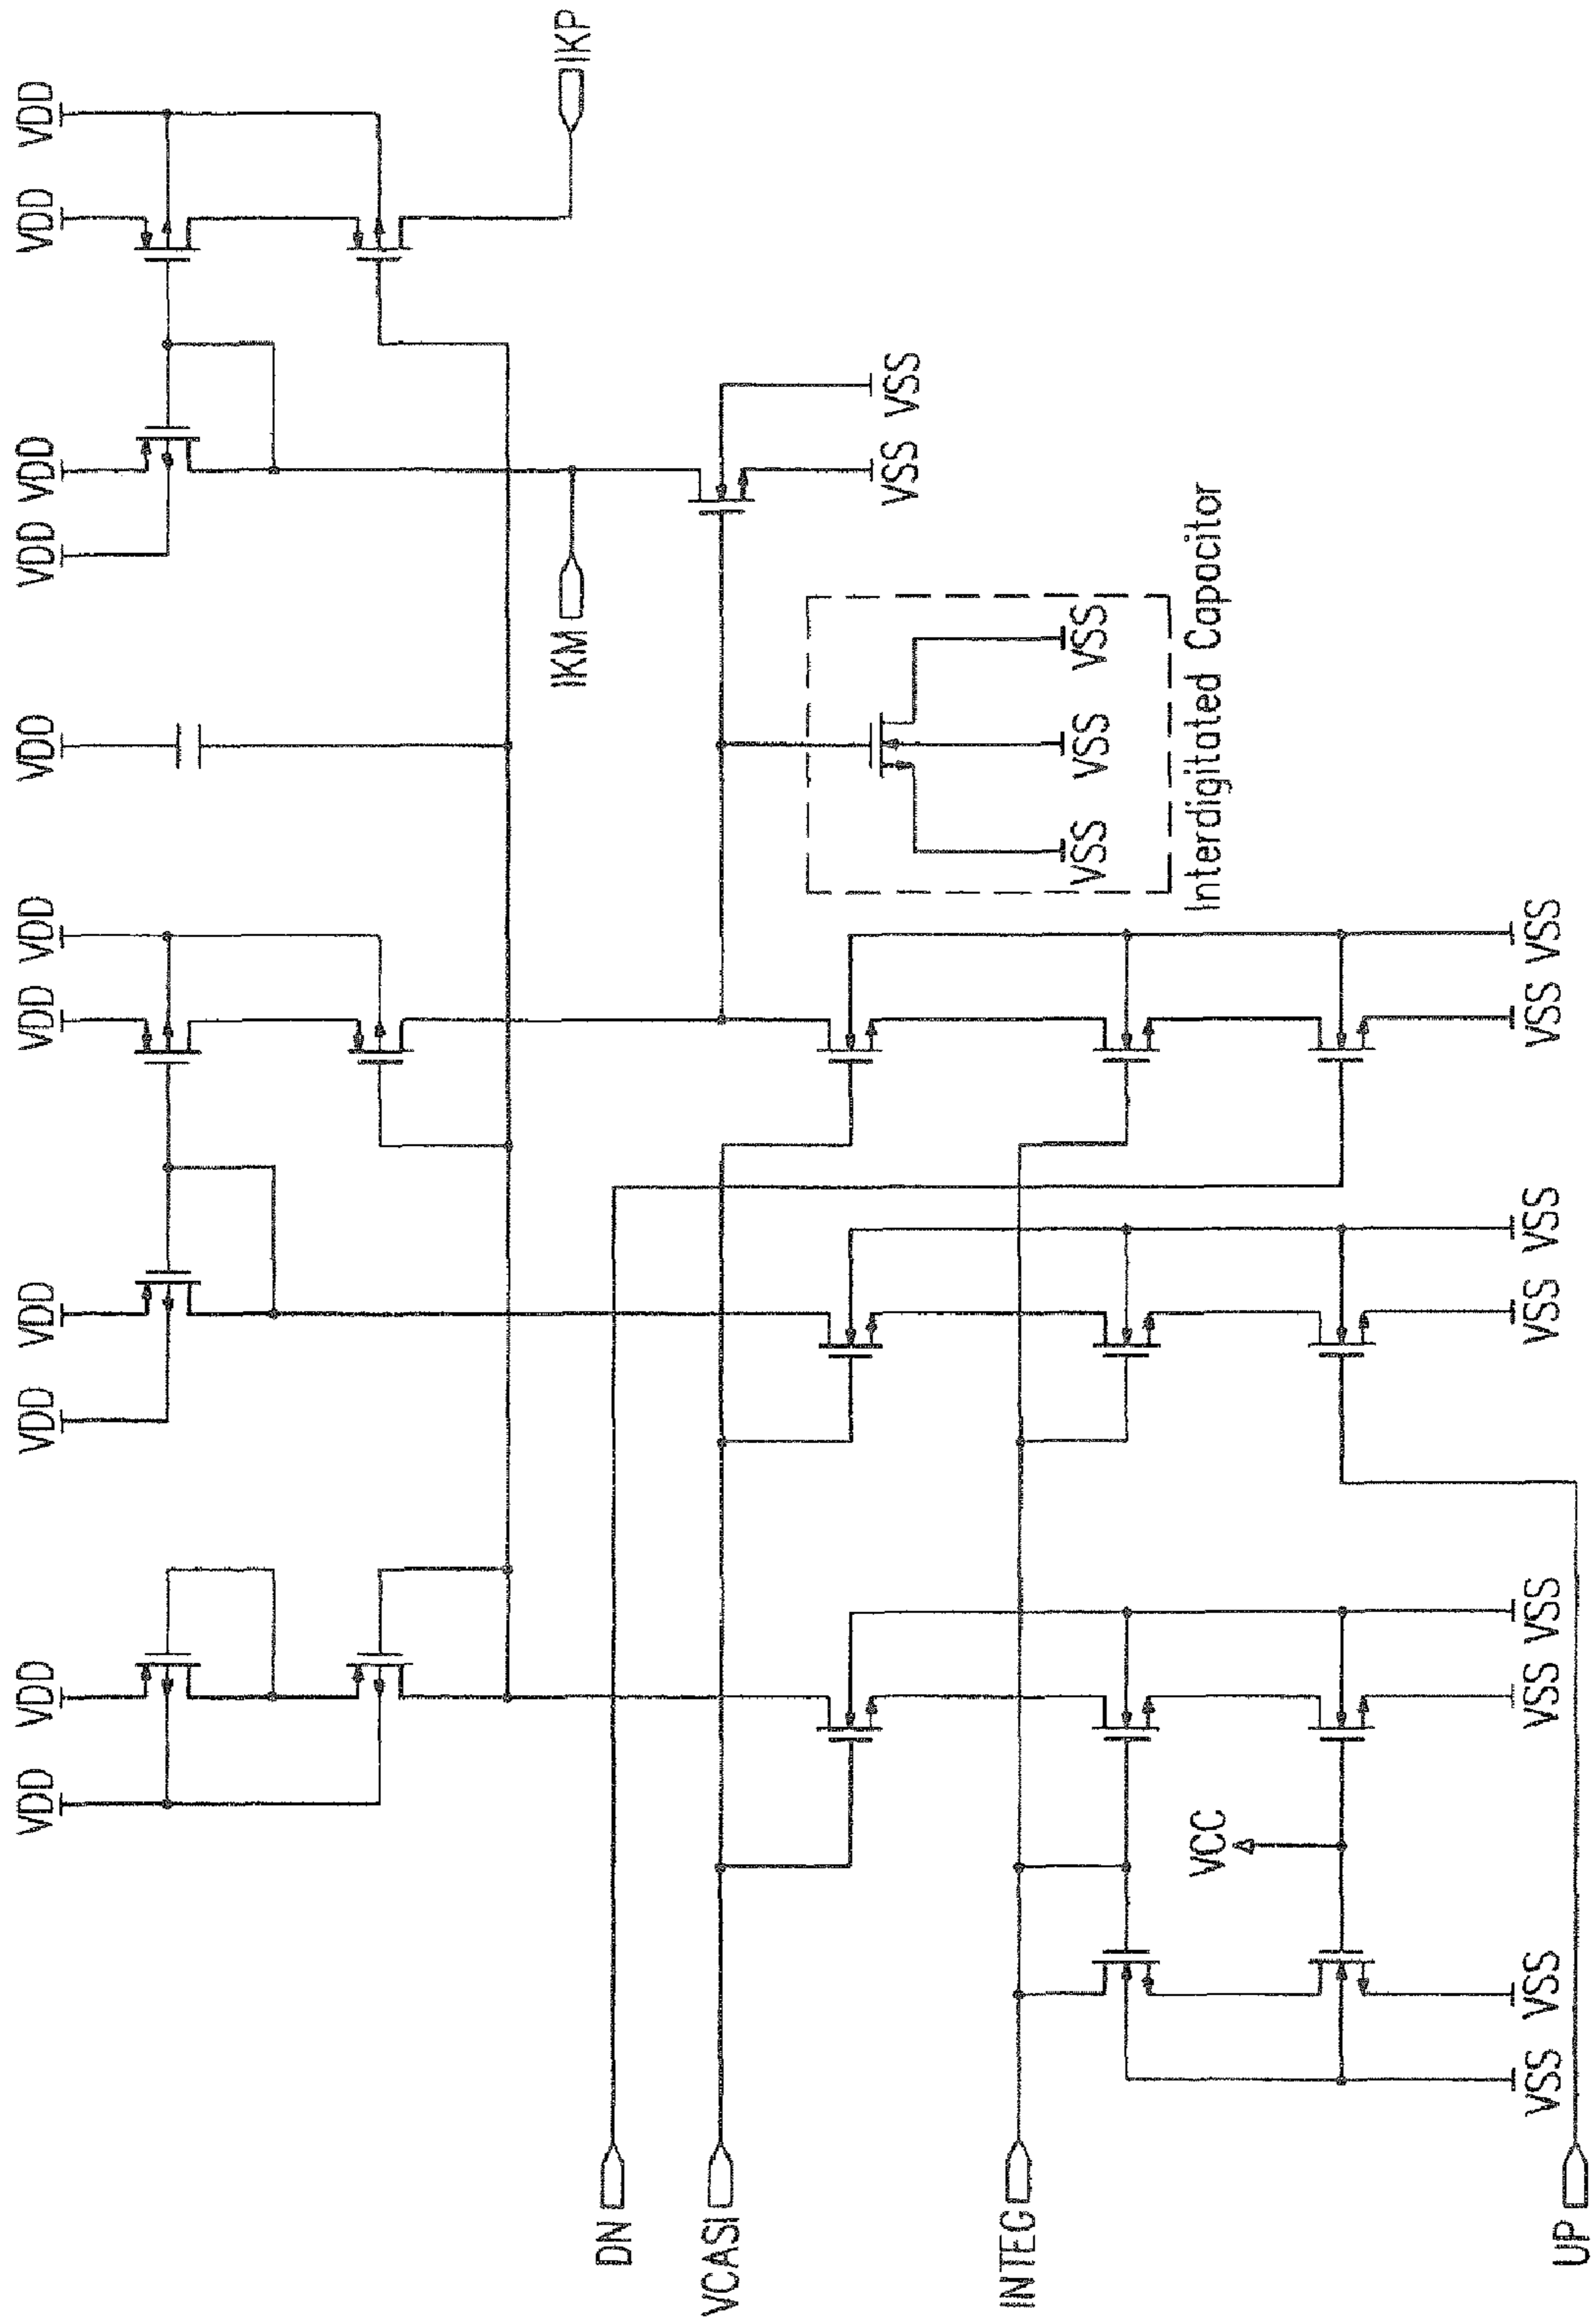 VDD
VDD
VDD
VDD
VDD
VDD
VDD
VDD
VDD
VDD
VDD
IKM
IKP
DN
VCASI
VSS
VSS
INTEG
VSS
VSS
VSS
VCC
Interdigitated Capacitor
VSS
VSS
VSS
VSS
VSS
VSS
VSS
VSS
UP